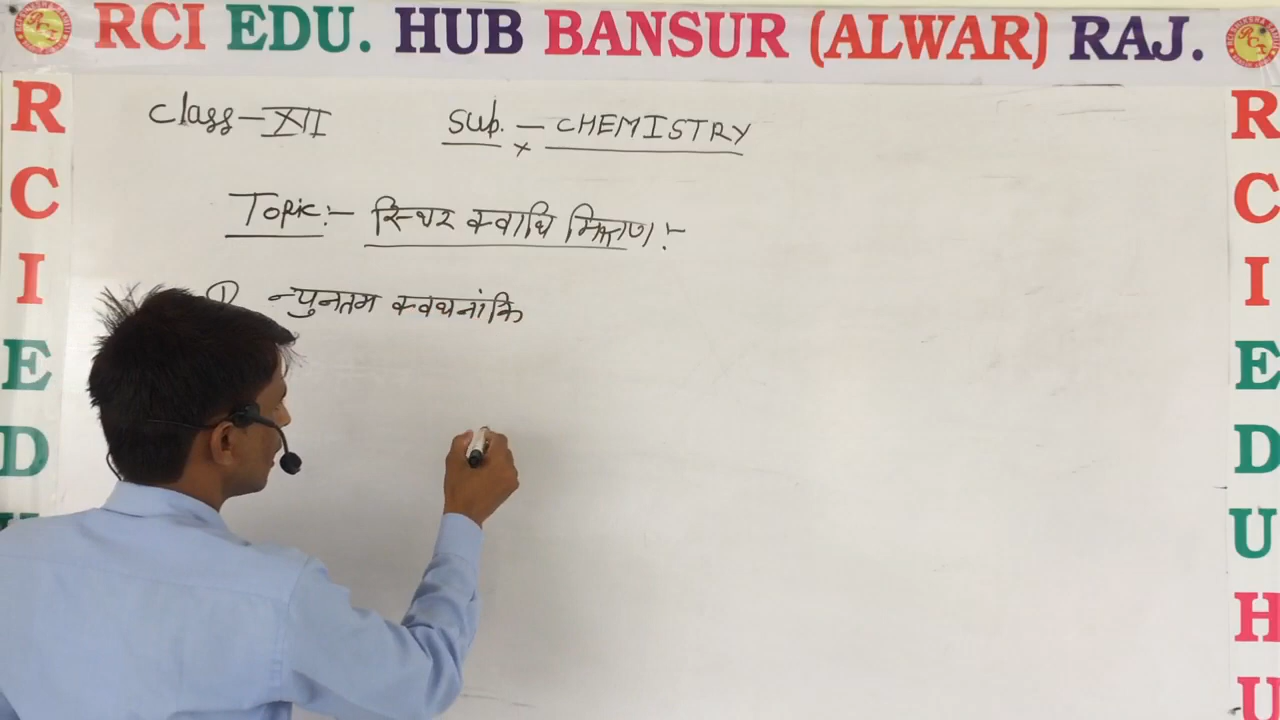 RCI EDU. HUB BANSUR (ALWAR) RAJ.
Class-XII Sub. - CHEMISTRY
Topic:- स्थिर क्वाथि मिश्रण:-
① न्युनतम क्वथनांकि
R C I E D U
R C I E D U H U